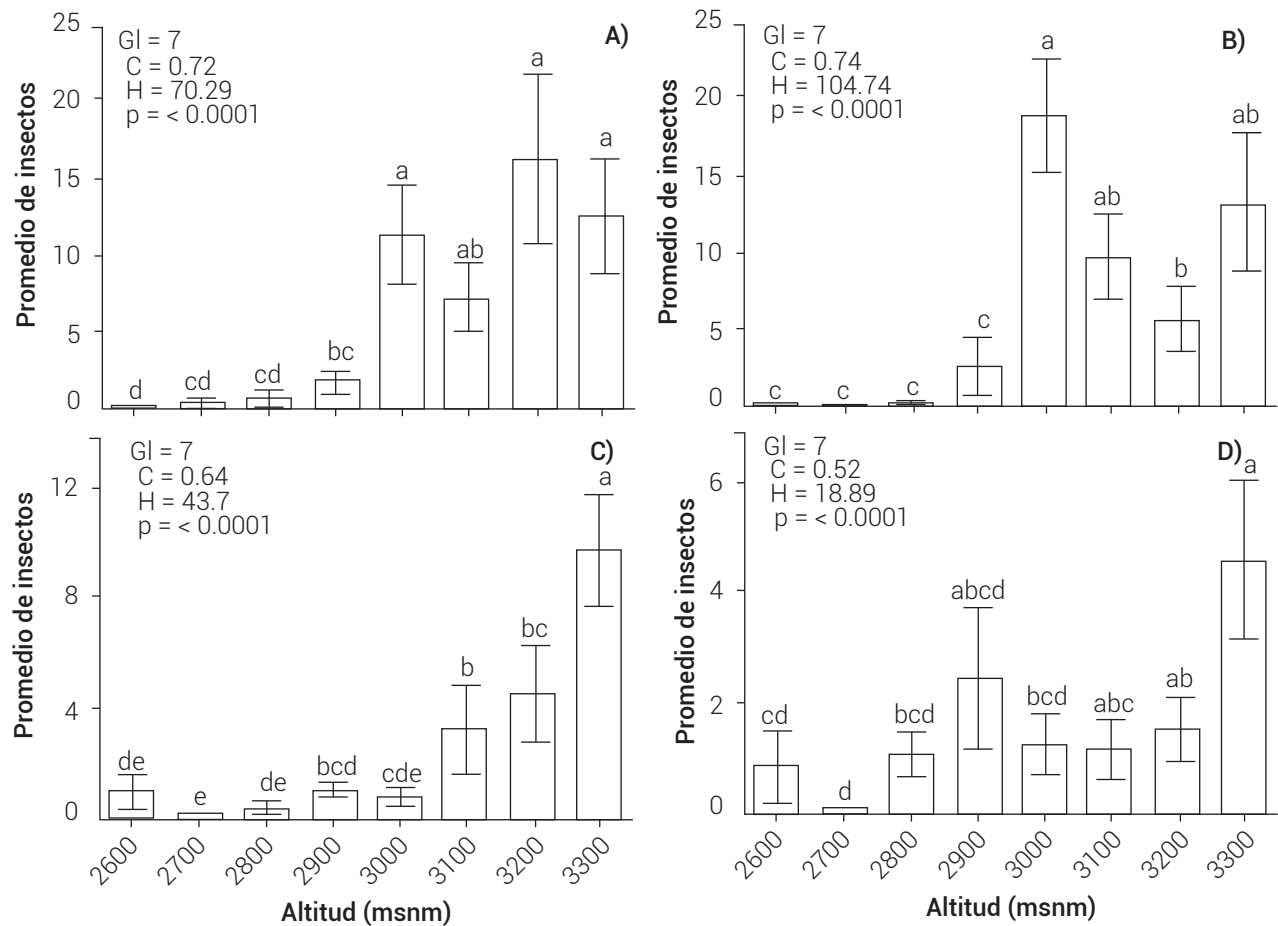 A)
Gl = 7
C = 0.72
H = 70.29
p = < 0.0001
Promedio de insectos
25
20
15
10
5
0
d
cd
cd
bc
a
ab
a
a
B)
Gl = 7
C = 0.74
H = 104.74
p = < 0.0001
Promedio de insectos
25
20
15
10
5
0
c
c
c
c
a
ab
b
ab
C)
Gl = 7
C = 0.64
H = 43.7
p = < 0.0001
Promedio de insectos
12
8
4
0
de
e
de
bcd
cde
b
bc
a
2600
2700
2800
2900
3000
3100
3200
3300
Altitud (msnm)
D)
Gl = 7
C = 0.52
H = 18.89
p = < 0.0001
Promedio de insectos
6
4
2
0
cd
d
bcd
abcd
bcd
abc
ab
a
2600
2700
2800
2900
3000
3100
3200
3300
Altitud (msnm)